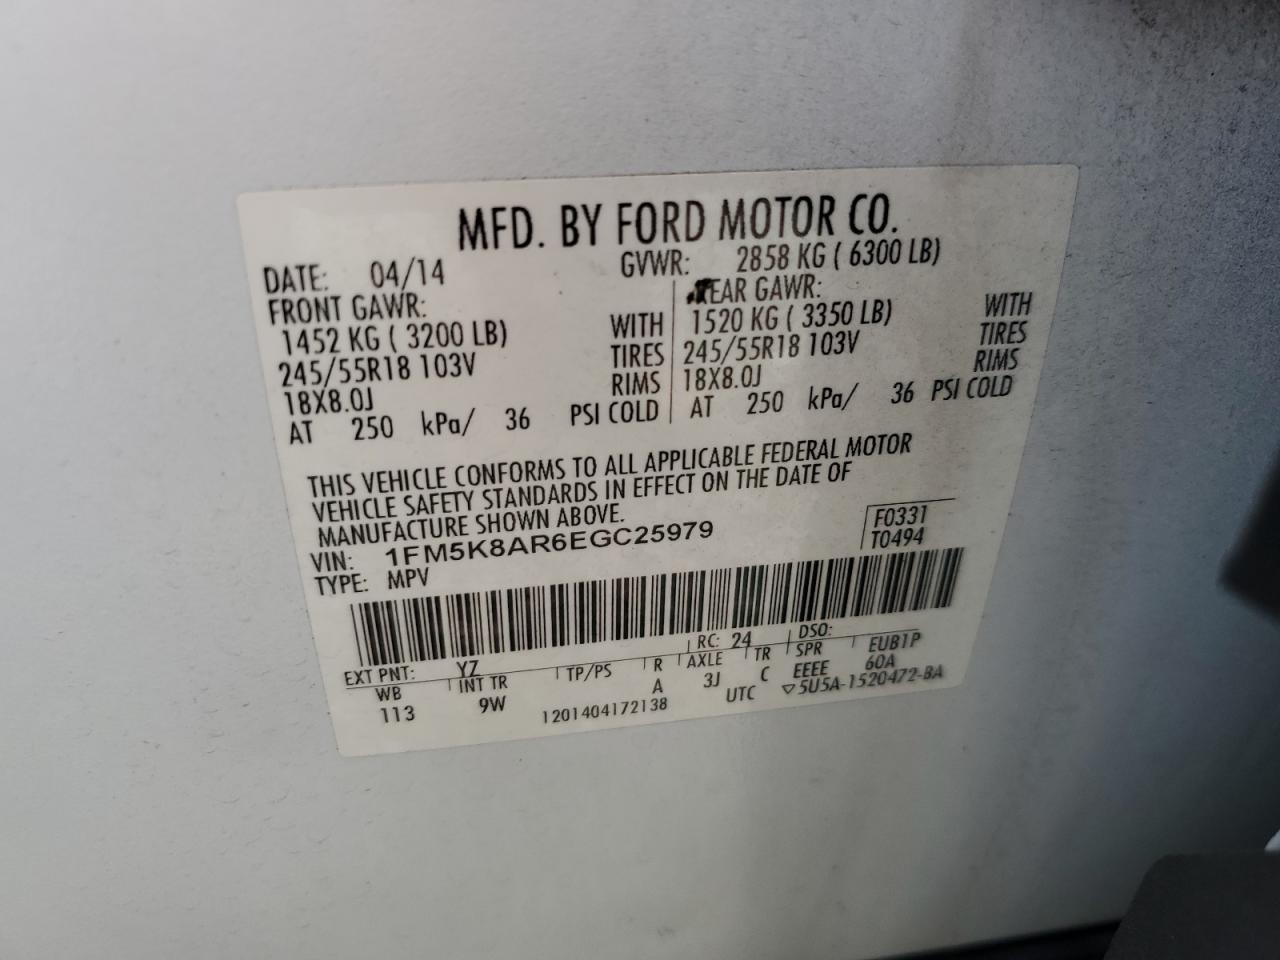 MFD. BY FORD MOTOR CO.
DATE: 04/14 GVWR: 2858 KG ( 6300 LB)
FRONT GAWR: EAR GAWR:
1452 KG ( 3200 LB) WITH 1520 KG ( 3350 LB) WITH
245/55R18 103V TIRES 245/55R18 103V TIRES
18X8.0J RIMS 18X8.0J RIMS
AT 250 kPa/ 36 PSI COLD AT 250 kPa/ 36 PSI COLD
THIS VEHICLE CONFORMS TO ALL APPLICABLE FEDERAL MOTOR
VEHICLE SAFETY STANDARDS IN EFFECT ON THE DATE OF
MANUFACTURE SHOWN ABOVE.
VIN: 1FM5K8AR6EGC25979 F0331
TYPE: MPV T0494
EXT PNT: YZ RC: 24 DSO:
WB INT TR TP/PS R AXLE TR SPR EUB1P
113 9W A 3J C EEEE 60A
1201404172138 UTC ▽5U5A-1520472-BA